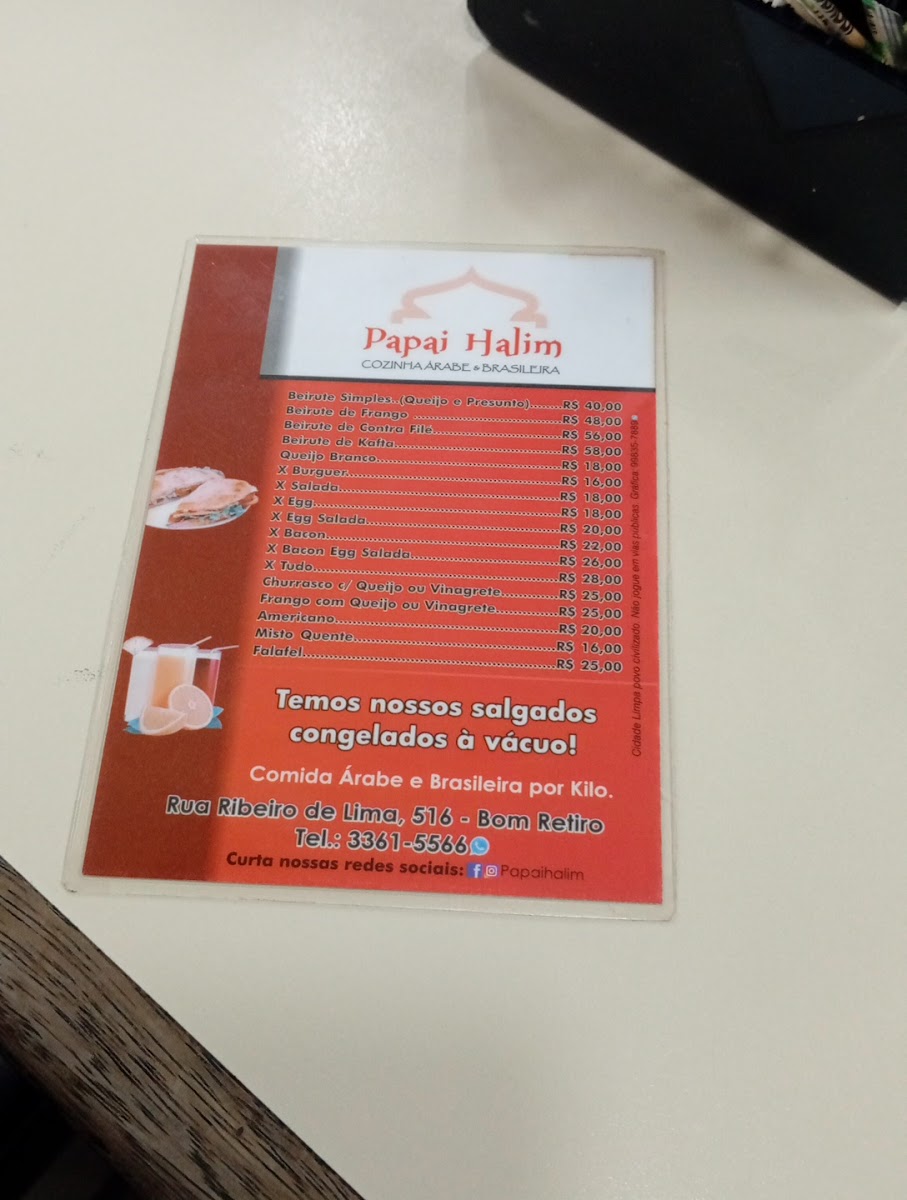 Papai Halim
COZINHA ÁRABE & BRASILEIRA
Beirute Simples..(Queijo e Presunto)........R$ 40,00
Beirute de Frango ........R$ 48,00
Beirute de Contra Filé........R$ 56,00
Beirute de Kafta........R$ 58,00
Queijo Branco........R$ 18,00
X Burguer........R$ 16,00
X Salada........R$ 18,00
X Egg........R$ 18,00
X Egg Salada........R$ 20,00
X Bacon........R$ 22,00
X Bacon Egg Salada........R$ 26,00
X Tudo........R$ 28,00
Churrasco c/ Queijo ou Vinagrete........R$ 25,00
Frango com Queijo ou Vinagrete........R$ 25,00
Americano........R$ 20,00
Misto Quente........R$ 16,00
Falafel........R$ 25,00
Temos nossos salgados
congelados à vácuo!
Comida Árabe e Brasileira por Kilo.
Rua Ribeiro de Lima, 516 - Bom Retiro
Tel.: 3361-5566
Curta nossas redes sociais: Papaihalim
Cidade Limpa povo civilizado. Não jogue em vias públicas Gráfica: 99835-7889